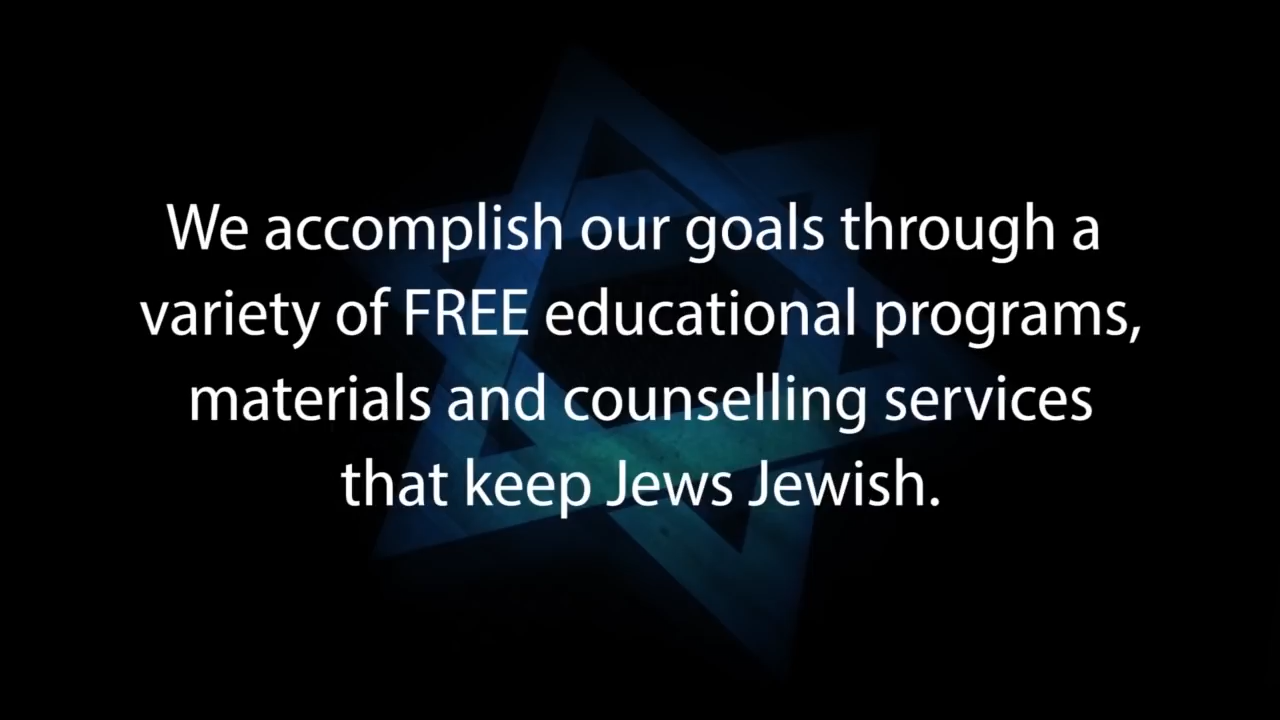 We accomplish our goals through a
variety of FREE educational programs,
materials and counselling services
that keep Jews Jewish.